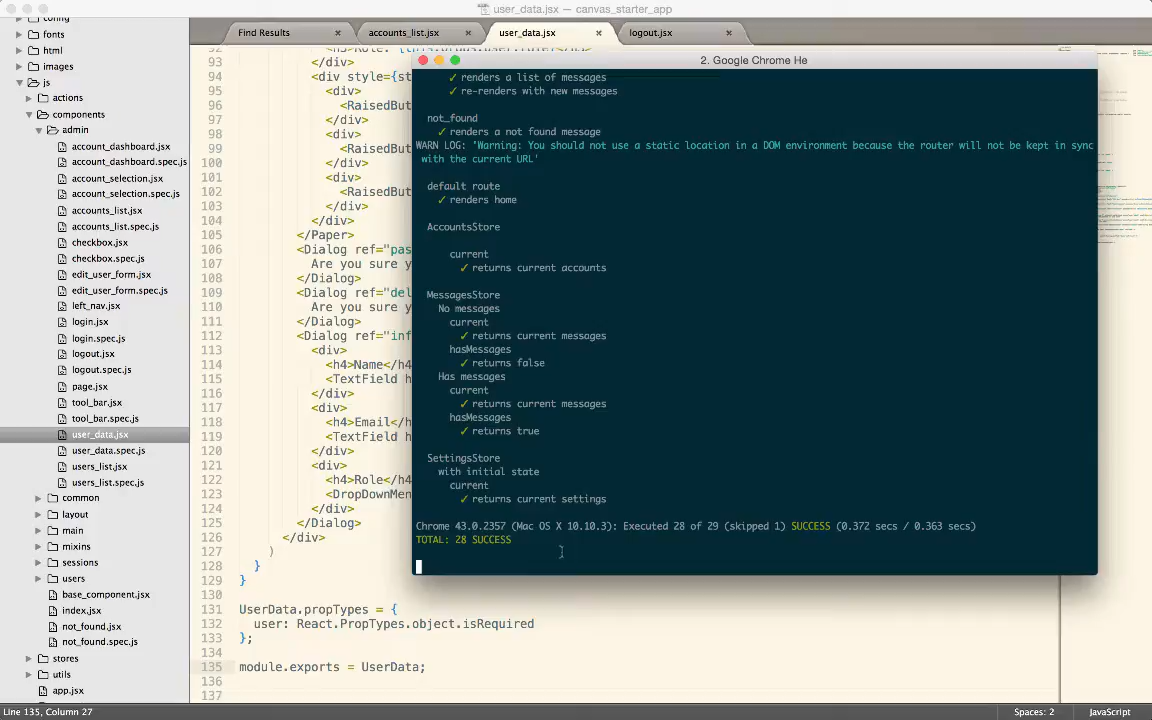 user_data.jsx — canvas_starter_app
Find Results
accounts_list.jsx
user_data.jsx
logout.jsx
config
fonts
html
images
js
actions
components
admin
account_dashboard.jsx
account_dashboard.spec.js
account_selection.jsx
account_selection.spec.js
accounts_list.jsx
accounts_list.spec.js
checkbox.jsx
checkbox.spec.js
edit_user_form.jsx
edit_user_form.spec.js
left_nav.jsx
login.jsx
login.spec.js
logout.jsx
logout.spec.js
page.jsx
tool_bar.jsx
tool_bar.spec.js
user_data.jsx
user_data.spec.js
users_list.jsx
users_list.spec.js
common
layout
main
mixins
sessions
users
base_component.jsx
index.jsx
not_found.jsx
not_found.spec.js
stores
utils
app.jsx
93 </div>
94 <div style={st
95 <div>
96 <RaisedBut
97 </div>
98 <div>
99 <RaisedBut
100 </div>
101 <div>
102 <RaisedBut
103 </div>
104 </div>
105 </Paper>
106 <Dialog ref="pas
107 Are you sure y
108 </Dialog>
109 <Dialog ref="del
110 Are you sure y
111 </Dialog>
112 <Dialog ref="inf
113 <div>
114 <h4>Name</h4
115 <TextField h
116 </div>
117 <div>
118 <h4>Email</h
119 <TextField h
120 </div>
121 <div>
122 <h4>Role</h4
123 <DropDownMen
124 </div>
125 </Dialog>
126 </div>
127 )
128 }
129 }
130
131 UserData.propTypes = {
132 user: React.PropTypes.object.isRequired
133 };
134
135 module.exports = UserData;
136
137
2. Google Chrome He
✓ renders a list of messages
✓ re-renders with new messages
not_found
✓ renders a not found message
WARN LOG: 'Warning: You should not use a static location in a DOM environment because the router will not be kept in sync
with the current URL'
default route
✓ renders home
AccountsStore
current
✓ returns current accounts
MessagesStore
No messages
current
✓ returns current messages
hasMessages
✓ returns false
Has messages
current
✓ returns current messages
hasMessages
✓ returns true
SettingsStore
with initial state
current
✓ returns current settings
Chrome 43.0.2357 (Mac OS X 10.10.3): Executed 28 of 29 (skipped 1) SUCCESS (0.372 secs / 0.363 secs)
TOTAL: 28 SUCCESS
Line 135, Column 27
Spaces: 2
JavaScript